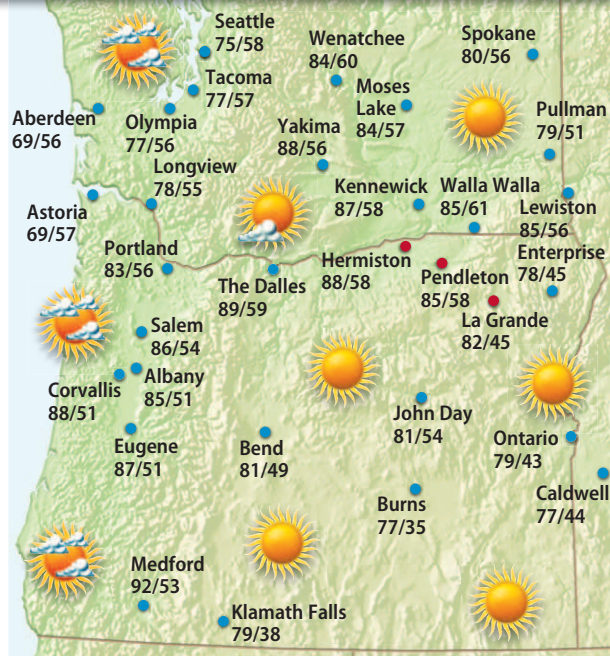 Seattle
75/58
Wenatchee
84/60
Spokane
80/56
Tacoma
77/57
Moses
Lake
84/57
Aberdeen
69/56
Olympia
77/56
Yakima
88/56
Pullman
79/51
Longview
78/55
Kennewick
87/58
Walla Walla
85/61
Lewiston
85/56
Astoria
69/57
Portland
83/56
The Dalles
89/59
Hermiston
88/58
Pendleton
85/58
Enterprise
78/45
La Grande
82/45
Salem
86/54
Albany
85/51
Corvallis
88/51
John Day
81/54
Eugene
87/51
Bend
81/49
Ontario
79/43
Burns
77/35
Caldwell
77/44
Medford
92/53
Klamath Falls
79/38